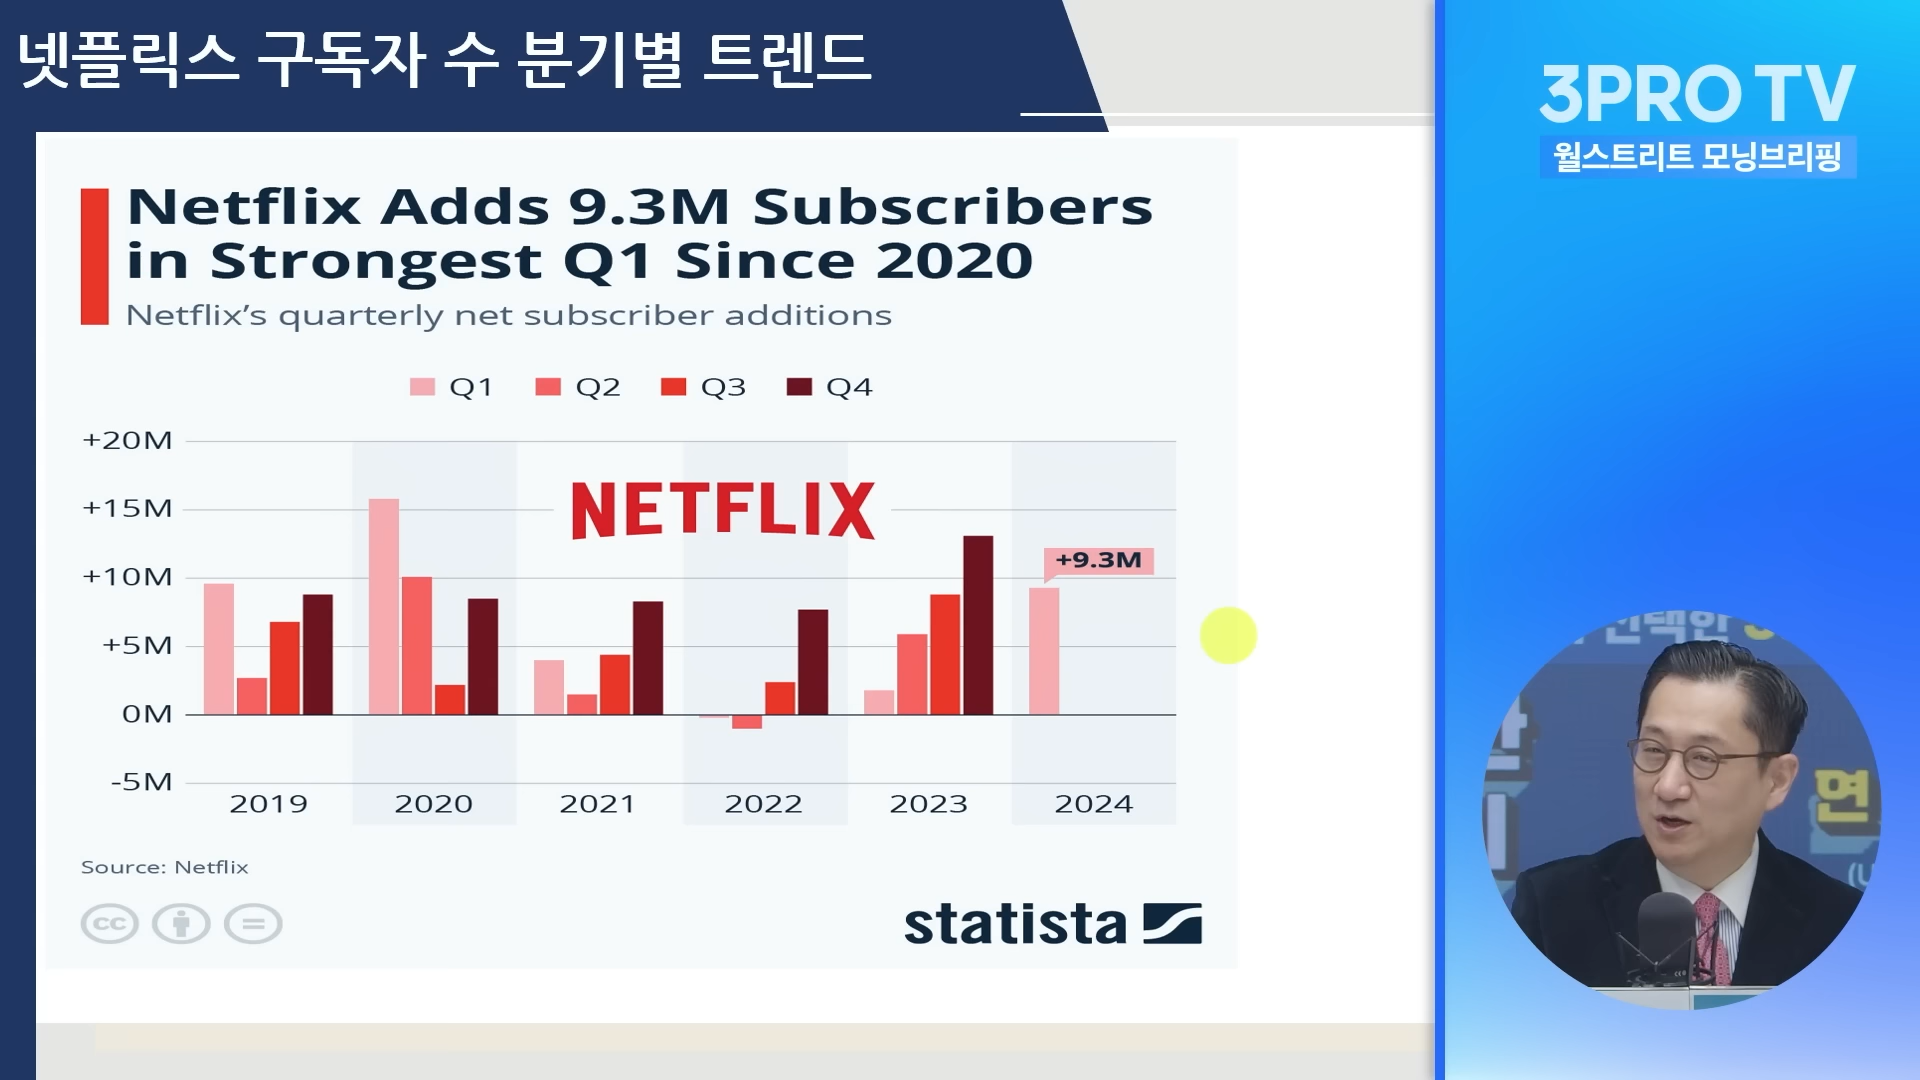 넷플릭스 구독자 수 분기별 트렌드
3PRO TV
월스트리트 모닝브리핑
Netflix Adds 9.3M Subscribers
in Strongest Q1 Since 2020
Netflix’s quarterly net subscriber additions
Q1 Q2 Q3 Q4
+20M
+15M
+10M
+5M
0M
-5M
NETFLIX
+9.3M
2019 2020 2021 2022 2023 2024
Source: Netflix
cc
statista
연